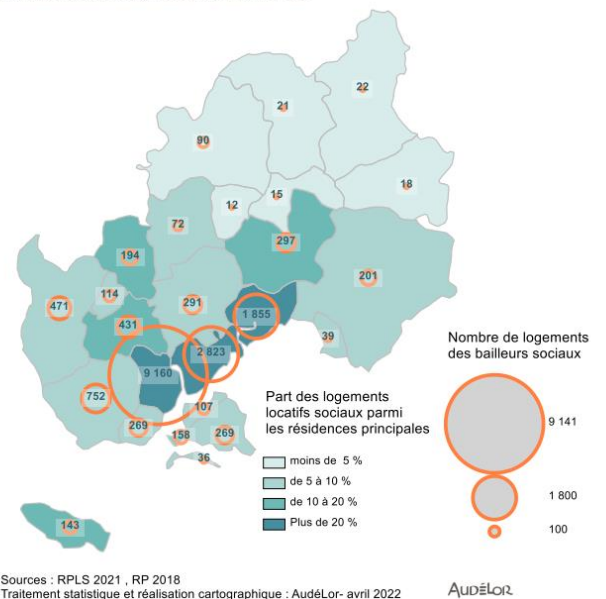 22
21
90
18
15
12
72
297
194
201
114
291
471
1 855
431
39
2 823
9 160
752
107
269
158
269
36
143
Nombre de logements
des bailleurs sociaux
9 141
1 800
100
Part des logements
locatifs sociaux parmi
les résidences principales
moins de 5 %
de 5 à 10 %
de 10 à 20 %
Plus de 20 %
Sources : RPLS 2021 , RP 2018
Traitement statistique et réalisation cartographique : AudéLor- avril 2022
AUDÉLOR